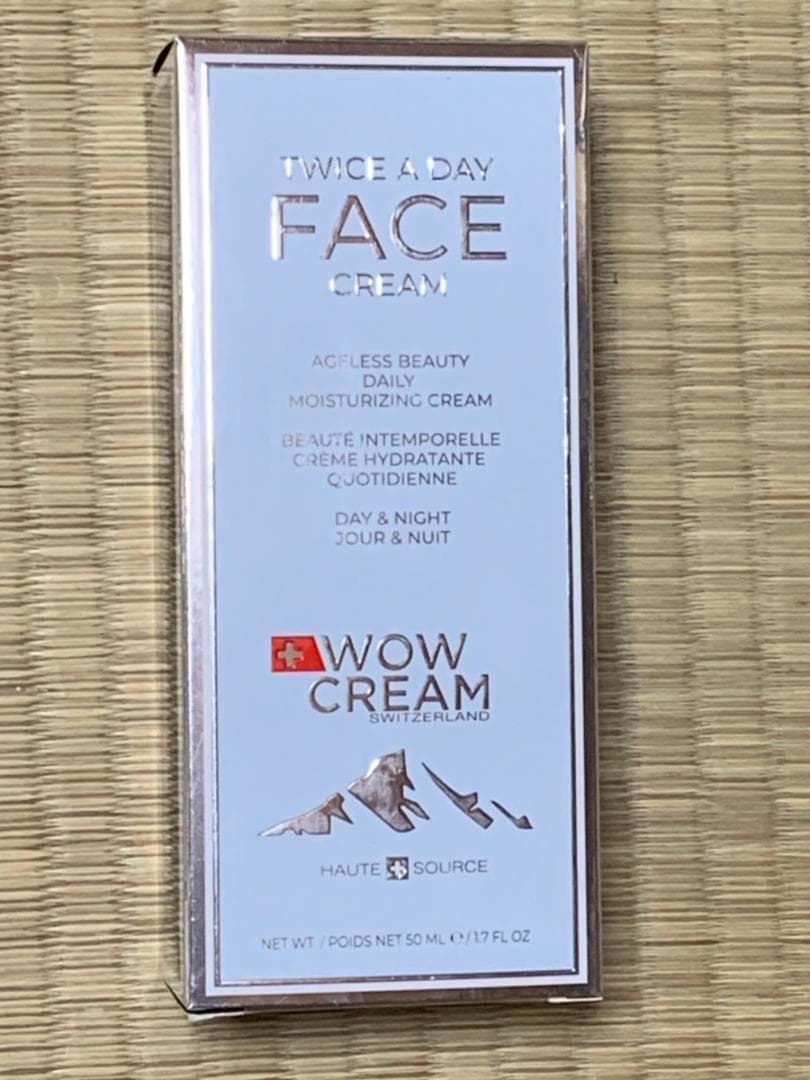 TWICE A DAY
FACE
CREAM
AGELESS BEAUTY
DAILY
MOISTURIZING CREAM
BEAUTÉ INTEMPORELLE
CRÈME HYDRATANTE
QUOTIDIENNE
DAY & NIGHT
JOUR & NUIT
WOW
CREAM
SWITZERLAND
HAUTE SOURCE
NET WT. / POIDS NET 50 ML ℮ / 1.7 FL OZ